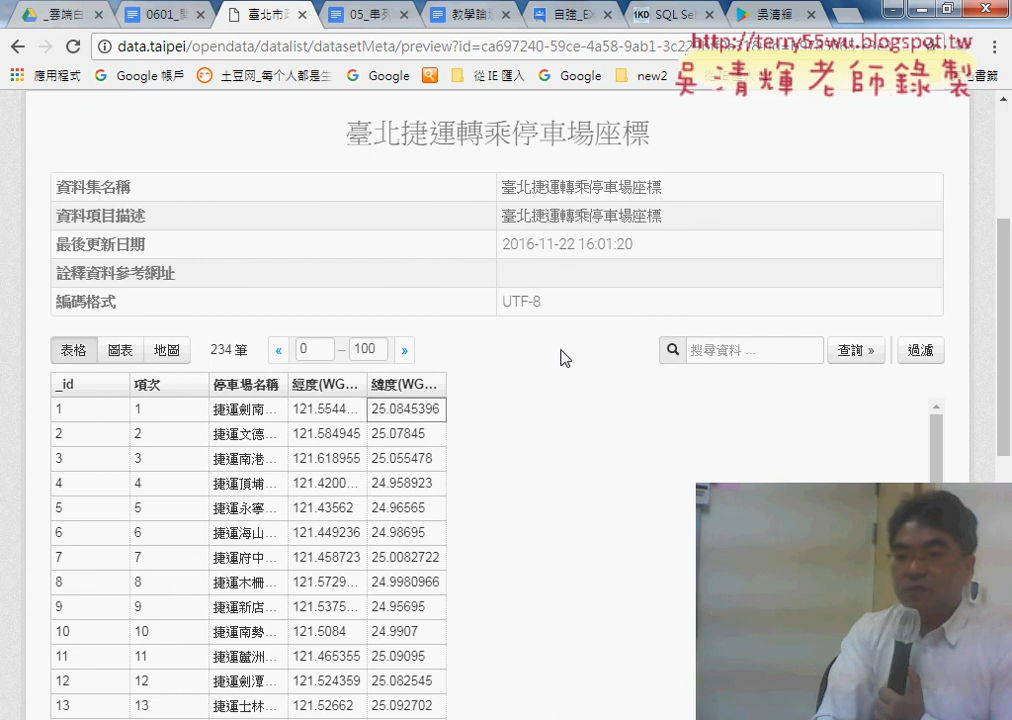 _雲端白
0601_
臺北市
05_串列
教學論
自強_E
1KD SQL Se
吳清輝
data.taipei/opendata/datalist/datasetMeta/preview?id=ca697240-59ce-4a58-9ab1-3c22
http://terry55wu.blogspot.tw
應用程式
Google 帳戶
土豆网_每个人都是生
Google
從 IE 匯入
Google
new2
吳清輝老師錄製
書籤
臺北捷運轉乘停車場座標
資料集名稱 臺北捷運轉乘停車場座標
資料項目描述 臺北捷運轉乘停車場座標
最後更新日期 2016-11-22 16:01:20
詮釋資料參考網址
編碼格式 UTF-8
表格 圖表 地圖 234 筆 « 0 – 100 » 搜尋資料 ... 查詢 » 過濾
_id 項次 停車場名稱 經度(WG... 緯度(WG...
1 1 捷運劍南... 121.5544... 25.0845396
2 2 捷運文德... 121.584945 25.07845
3 3 捷運南港... 121.618955 25.055478
4 4 捷運頂埔... 121.4200... 24.958923
5 5 捷運永寧... 121.43562 24.96565
6 6 捷運海山... 121.449236 24.98695
7 7 捷運府中... 121.458723 25.0082722
8 8 捷運木柵... 121.5729... 24.9980966
9 9 捷運新店... 121.5375... 24.95695
10 10 捷運南勢... 121.5084 24.9907
11 11 捷運蘆洲... 121.465355 25.09095
12 12 捷運劍潭... 121.524359 25.082545
13 13 捷運士林... 121.52662 25.092702